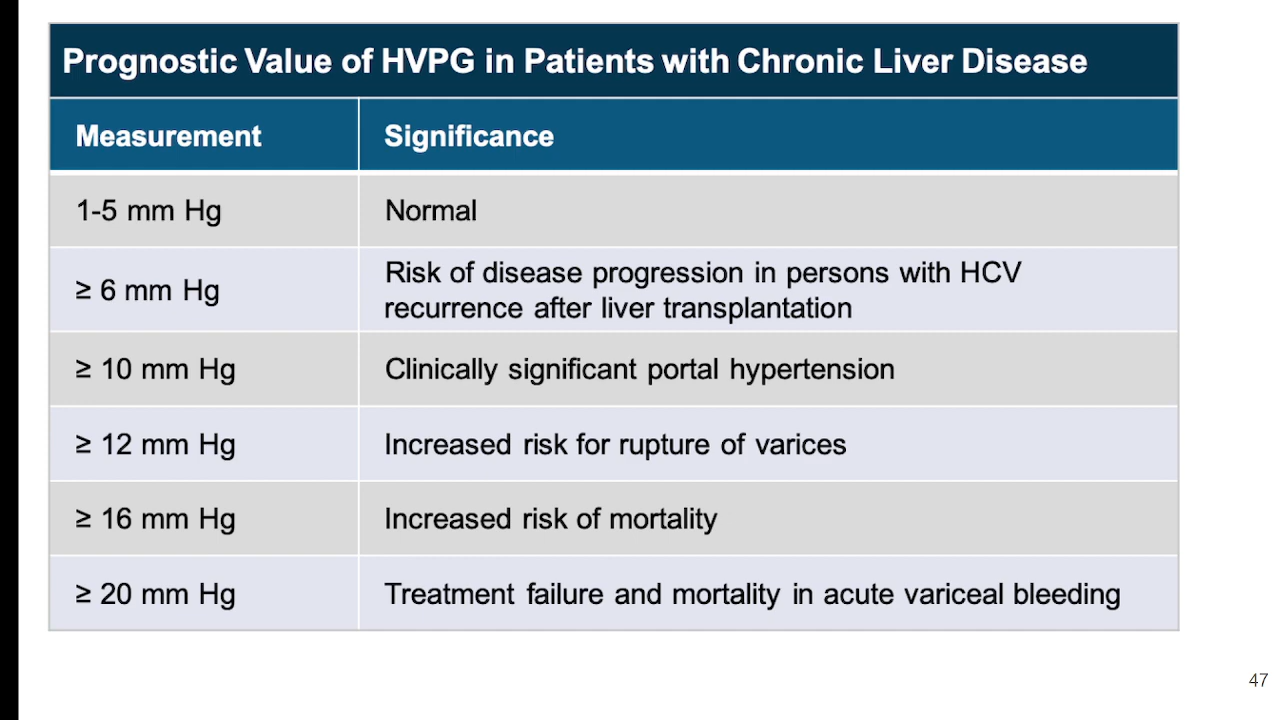 Prognostic Value of HVPG in Patients with Chronic Liver Disease
Measurement Significance
1-5 mm Hg Normal
≥ 6 mm Hg Risk of disease progression in persons with HCV
recurrence after liver transplantation
≥ 10 mm Hg Clinically significant portal hypertension
≥ 12 mm Hg Increased risk for rupture of varices
≥ 16 mm Hg Increased risk of mortality
≥ 20 mm Hg Treatment failure and mortality in acute variceal bleeding
47